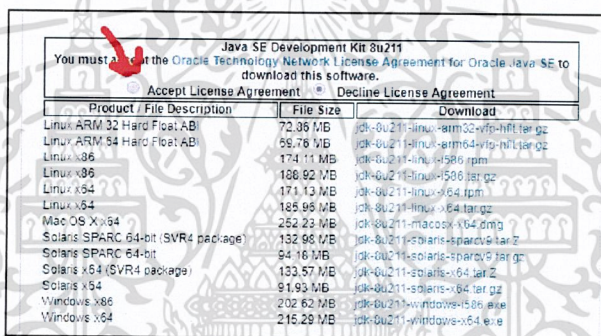 Java SE Development Kit 8u211
You must accept the Oracle Technology Network License Agreement for Oracle Java SE to
download this software.
Accept License Agreement Decline License Agreement
Product / File Description File Size Download
Linux ARM 32 Hard Float ABI 72.86 MB jdk-8u211-linux-arm32-vfp-hflt.tar.gz
Linux ARM 64 Hard Float ABI 69.76 MB jdk-8u211-linux-arm64-vfp-hflt.tar.gz
Linux x86 174.11 MB jdk-8u211-linux-i586.rpm
Linux x86 188.92 MB jdk-8u211-linux-i586.tar.gz
Linux x64 171.13 MB jdk-8u211-linux-x64.rpm
Linux x64 185.96 MB jdk-8u211-linux-x64.tar.gz
Mac OS X x64 252.23 MB jdk-8u211-macosx-x64.dmg
Solaris SPARC 64-bit (SVR4 package) 132.98 MB jdk-8u211-solaris-sparcv9.tar.Z
Solaris SPARC 64-bit 94.18 MB jdk-8u211-solaris-sparcv9.tar.gz
Solaris x64 (SVR4 package) 133.57 MB jdk-8u211-solaris-x64.tar.Z
Solaris x64 91.93 MB jdk-8u211-solaris-x64.tar.gz
Windows x86 202.62 MB jdk-8u211-windows-i586.exe
Windows x64 215.29 MB jdk-8u211-windows-x64.exe